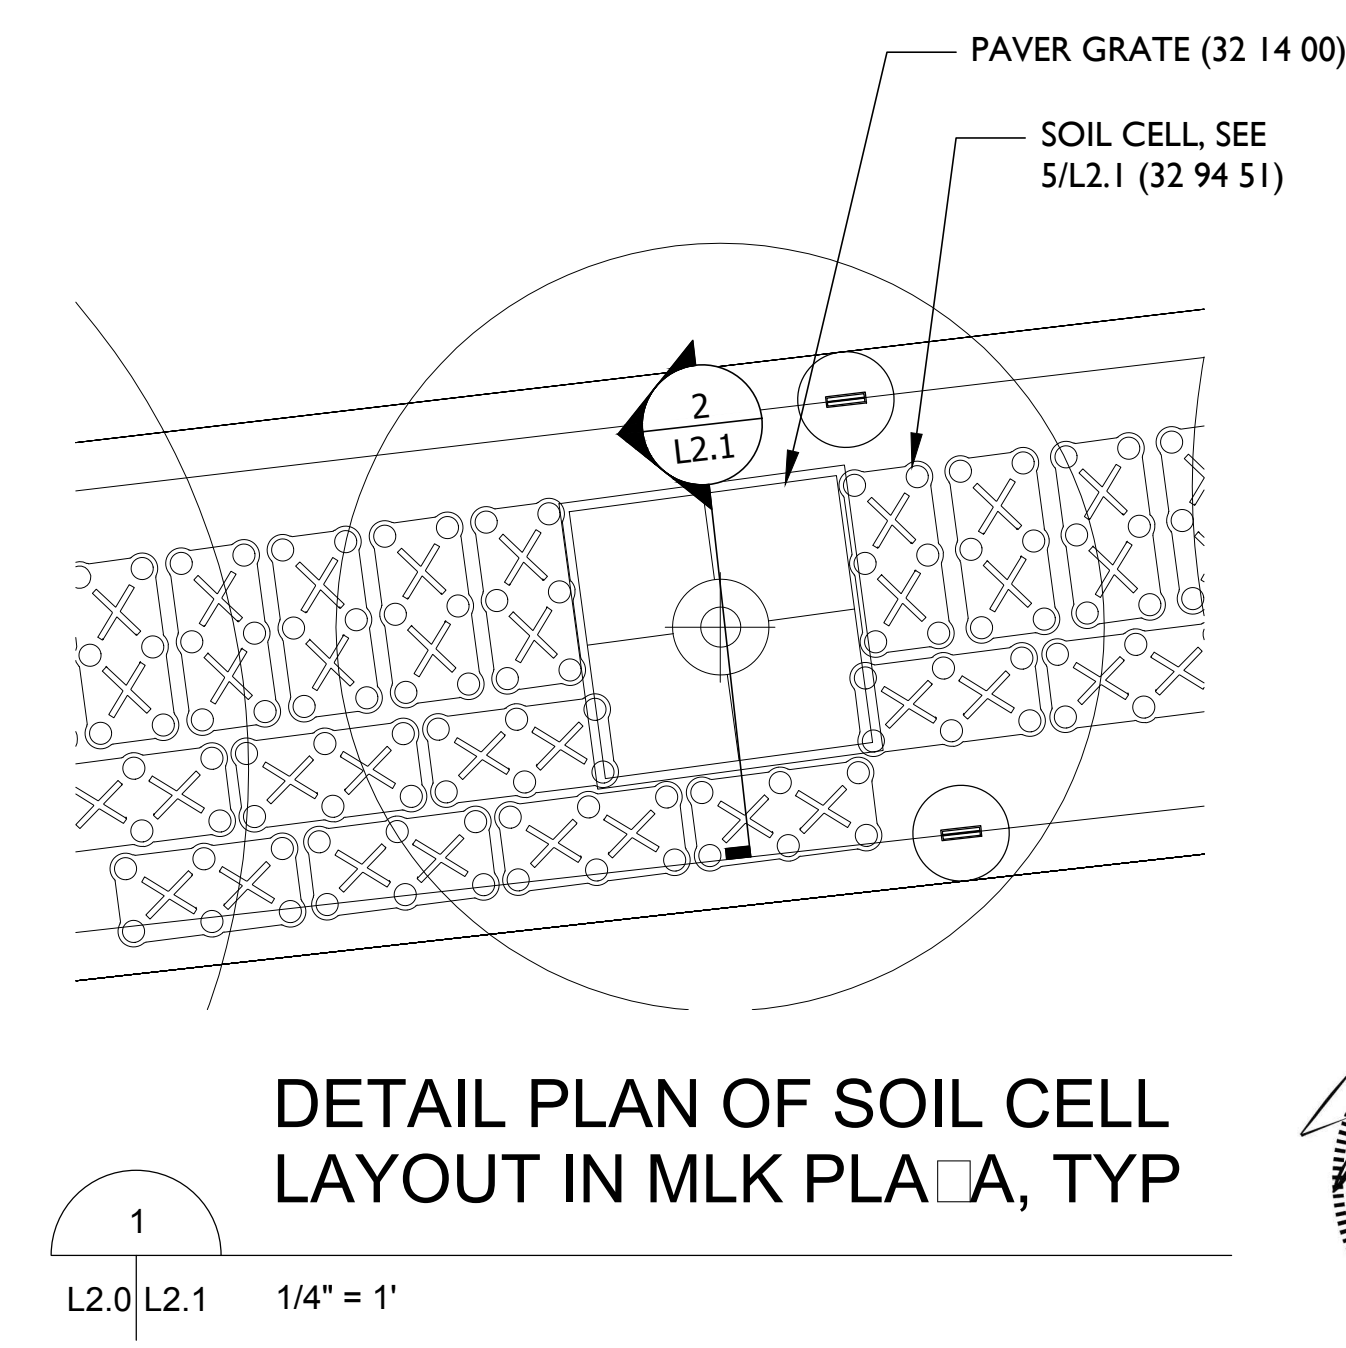 PAVER GRATE (32 14 00)
SOIL CELL, SEE
5/L2.1 (32 94 51)
2
L2.1
DETAIL PLAN OF SOIL CELL
LAYOUT IN MLK PLA□A, TYP
1
L2.0 L2.1
1/4" = 1'